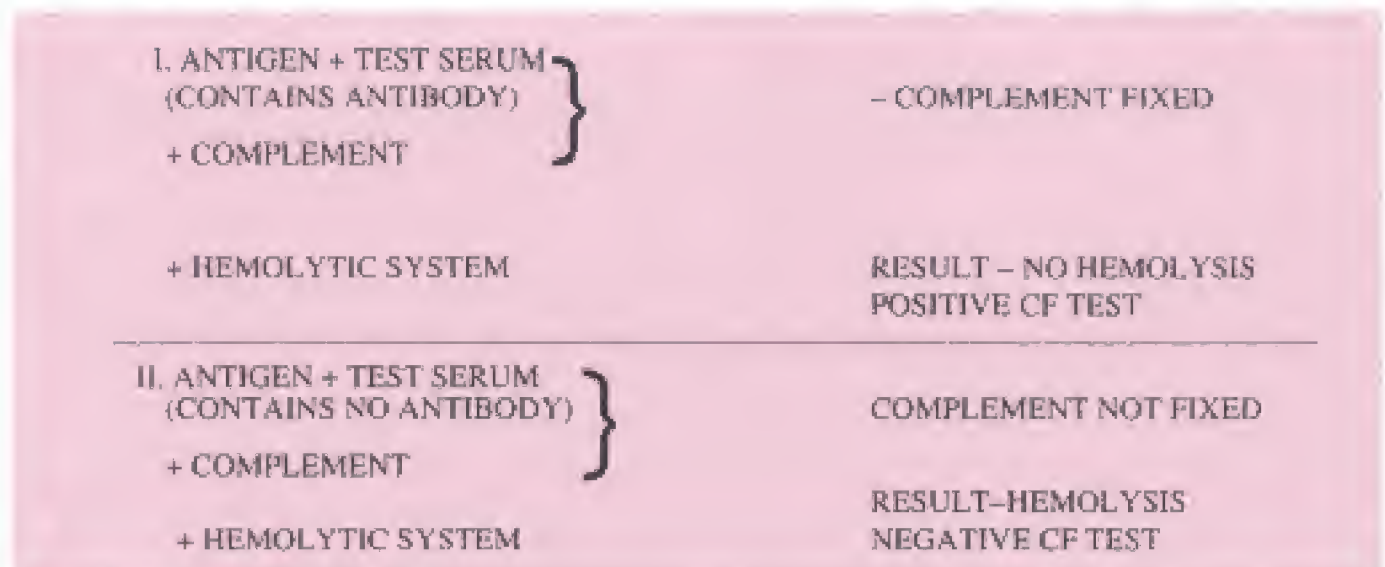 I. ANTIGEN + TEST SERUM
(CONTAINS ANTIBODY)
– COMPLEMENT FIXED
+ COMPLEMENT
+ HEMOLYTIC SYSTEM
RESULT – NO HEMOLYSIS
POSITIVE CF TEST
II. ANTIGEN + TEST SERUM
(CONTAINS NO ANTIBODY)
COMPLEMENT NOT FIXED
+ COMPLEMENT
RESULT–HEMOLYSIS
+ HEMOLYTIC SYSTEM
NEGATIVE CF TEST